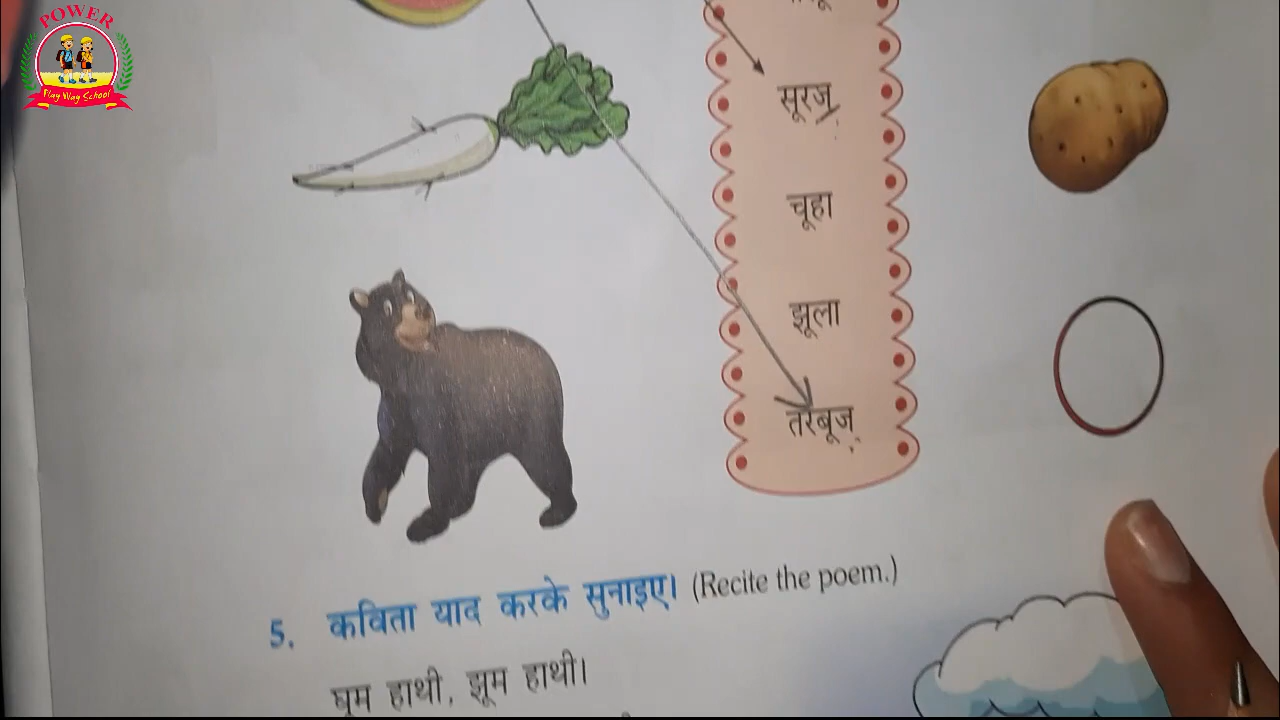 POWER
Play Way School
सूरज
चूहा
झूला
तरबूज़
5. कविता याद करके सुनाइए। (Recite the poem.)
घूम हाथी, झूम हाथी।